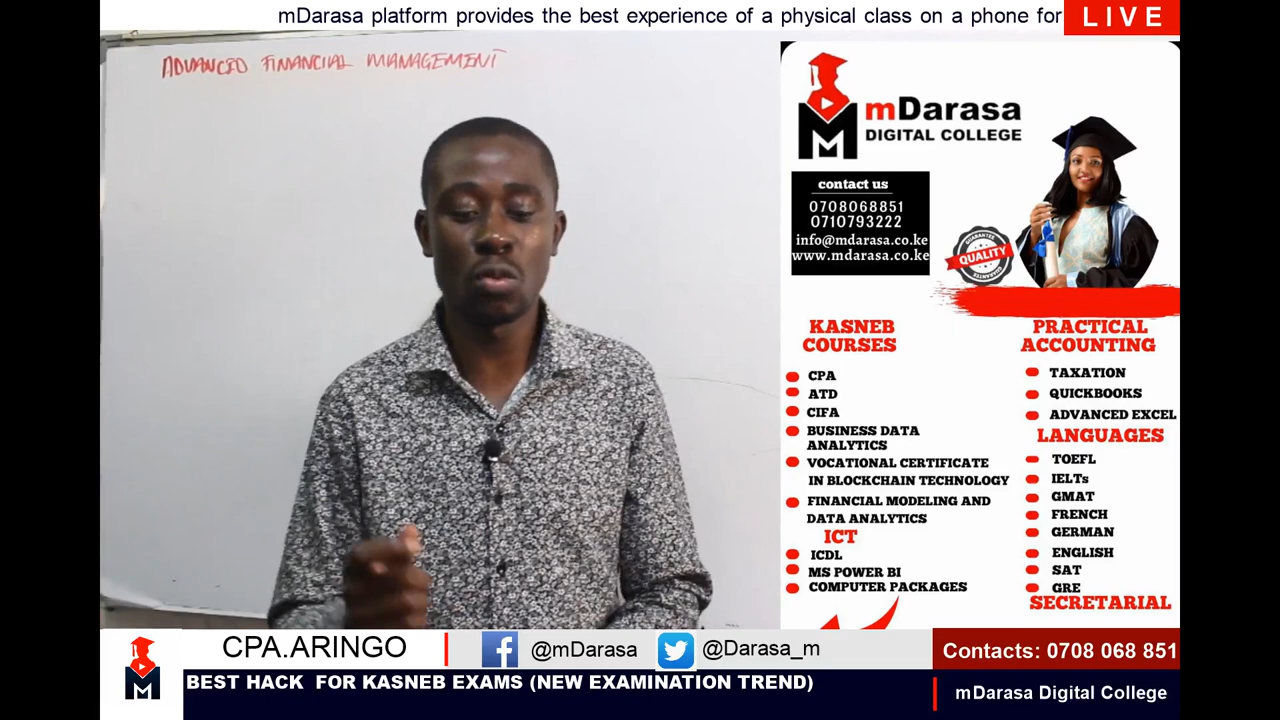 mDarasa platform provides the best experience of a physical class on a phone for
LIVE
ADVANCED FINANCIAL MANAGEMENT
mDarasa
DIGITAL COLLEGE
M
contact us
0708068851
0710793222
info@mdarasa.co.ke
www.mdarasa.co.ke
GUARANTEE
QUALITY
GUARANTEE
KASNEB
COURSES
CPA
ATD
CIFA
BUSINESS DATA
ANALYTICS
VOCATIONAL CERTIFICATE
IN BLOCKCHAIN TECHNOLOGY
FINANCIAL MODELING AND
DATA ANALYTICS
ICT
ICDL
MS POWER BI
COMPUTER PACKAGES
PRACTICAL
ACCOUNTING
TAXATION
QUICKBOOKS
ADVANCED EXCEL
LANGUAGES
TOEFL
IELTs
GMAT
FRENCH
GERMAN
ENGLISH
SAT
GRE
SECRETARIAL
M
CPA.ARINGO
@mDarasa
@Darasa_m
Contacts: 0708 068 851
BEST HACK FOR KASNEB EXAMS (NEW EXAMINATION TREND)
mDarasa Digital College